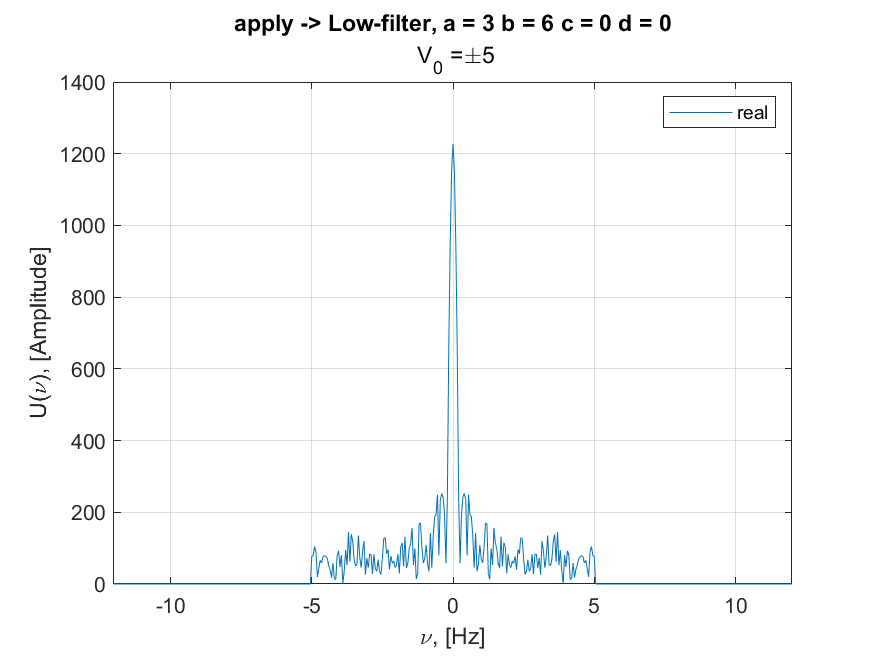 apply -> Low-filter, a = 3 b = 6 c = 0 d = 0
V₀ =±5
1400
1200
1000
800
600
400
200
0
U(ν), [Amplitude]
real
-10 -5 0 5 10
ν, [Hz]